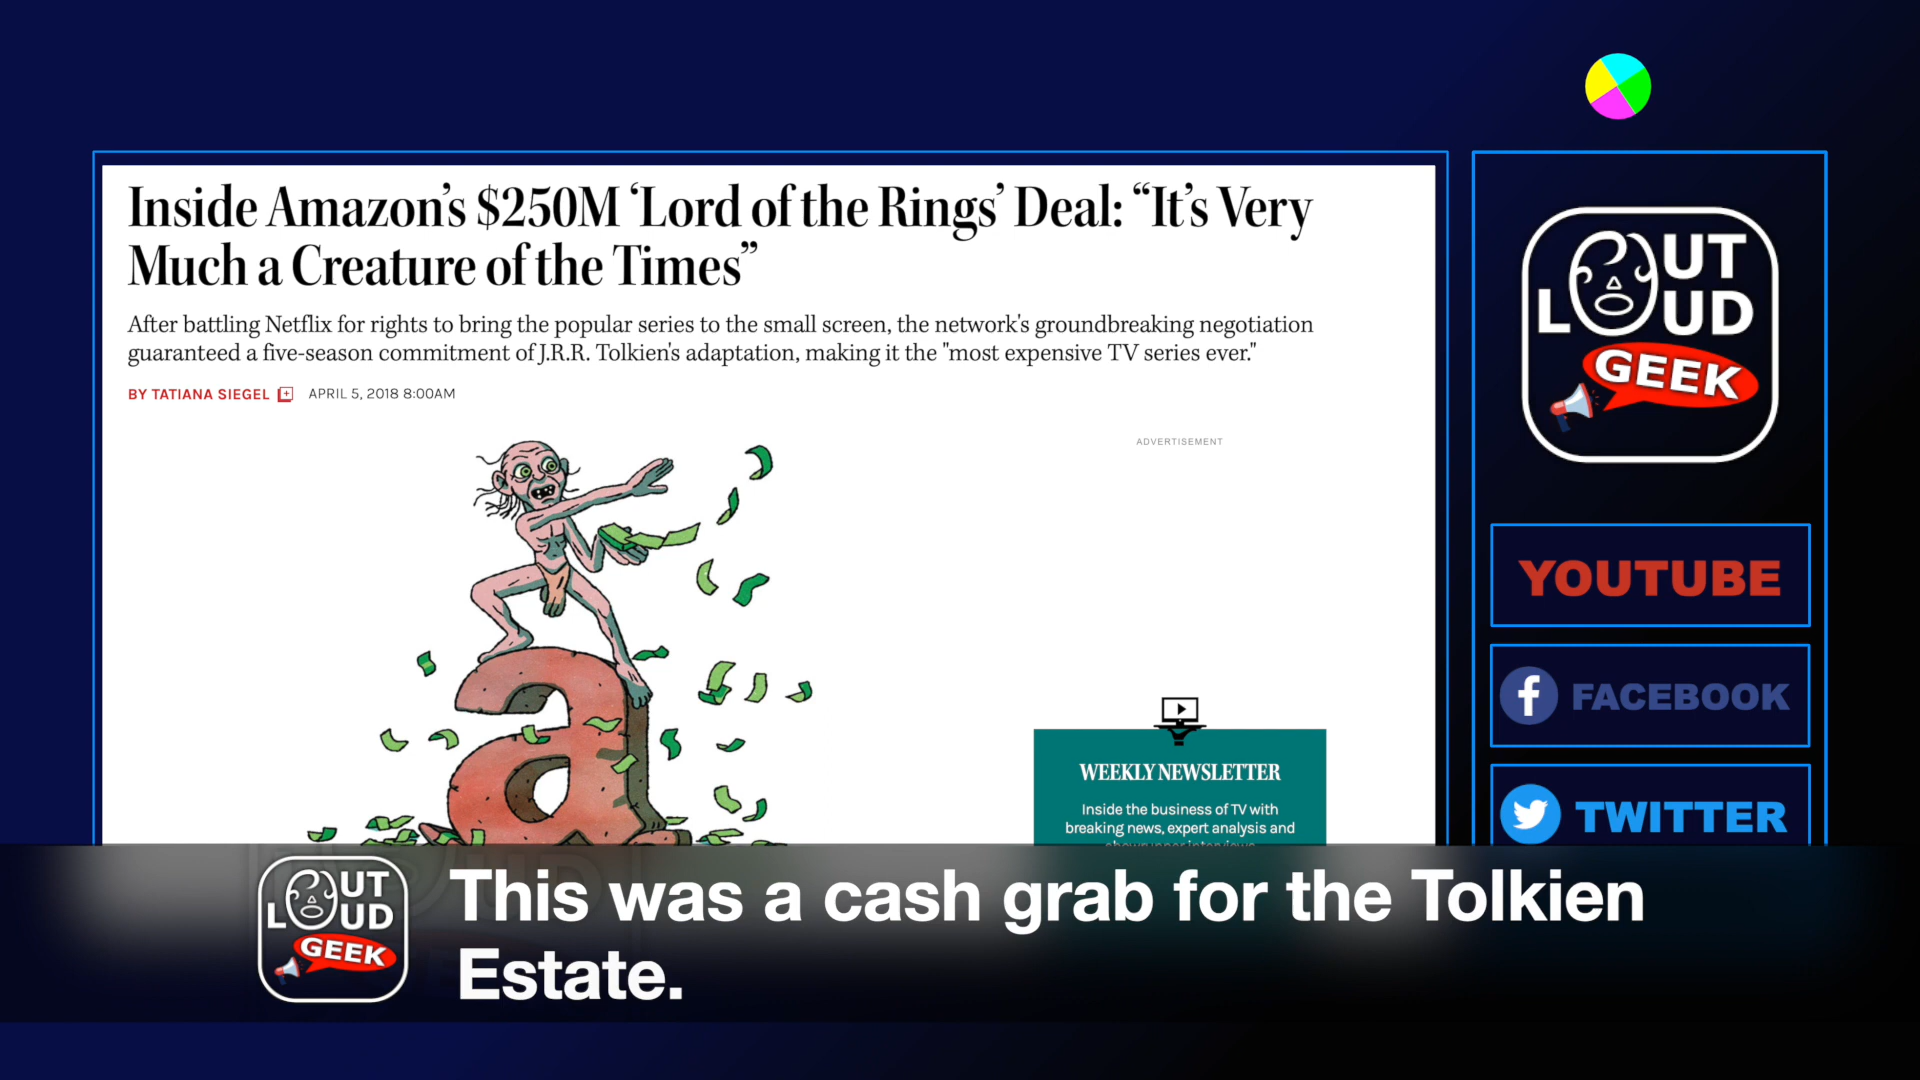 Inside Amazon’s $250M ‘Lord of the Rings’ Deal: “It’s Very
Much a Creature of the Times”
After battling Netflix for rights to bring the popular series to the small screen, the network's groundbreaking negotiation
guaranteed a five-season commitment of J.R.R. Tolkien's adaptation, making it the "most expensive TV series ever."
BY TATIANA SIEGEL APRIL 5, 2018 8:00AM
ADVERTISEMENT
a
WEEKLY NEWSLETTER
Inside the business of TV with
breaking news, expert analysis and
showrunner interviews
OUT
LOUD
GEEK
YOUTUBE
f FACEBOOK
TWITTER
OUT
LOUD
GEEK
This was a cash grab for the Tolkien
Estate.